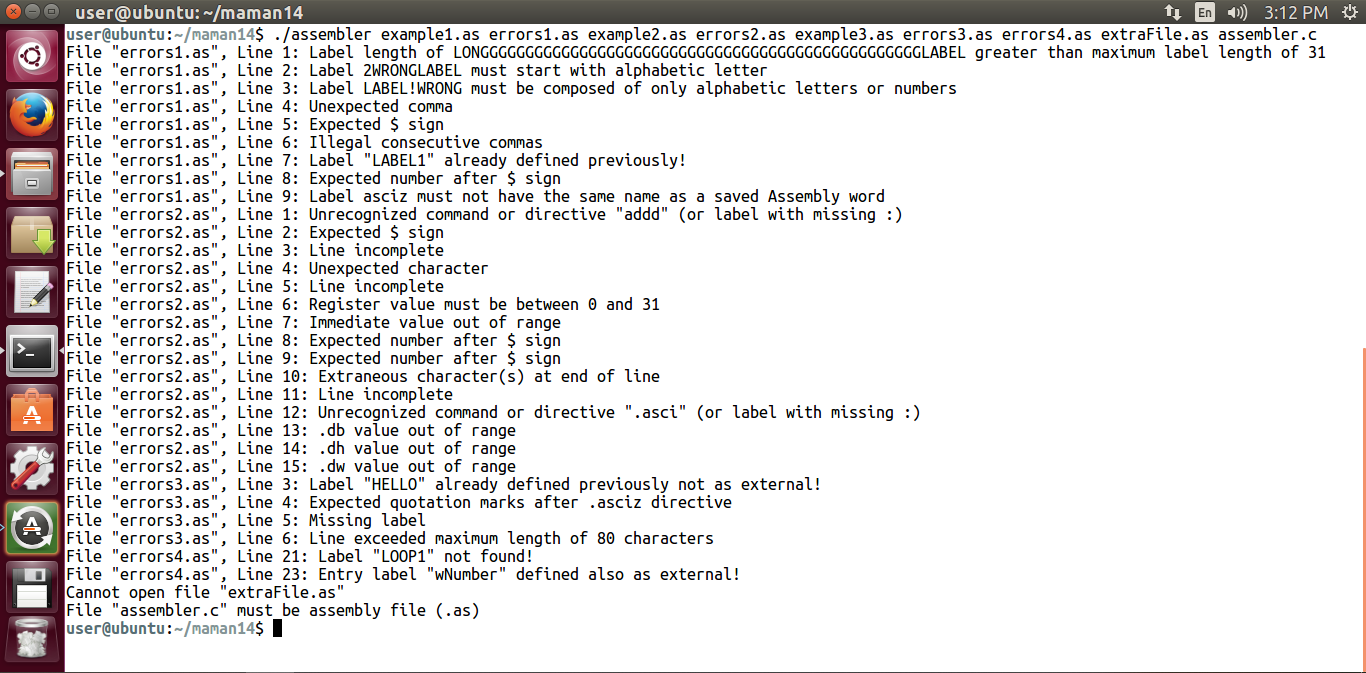 user@ubuntu: ~/maman14
En
3:12 PM
user@ubuntu:~/maman14$ ./assembler example1.as errors1.as example2.as errors2.as example3.as errors3.as errors4.as extraFile.as assembler.c
File "errors1.as", Line 1: Label length of LONGGGGGGGGGGGGGGGGGGGGGGGGGGGGGGGGGGGGGGGGGGGGGGGGGLABEL greater than maximum label length of 31
File "errors1.as", Line 2: Label 2WRONGLABEL must start with alphabetic letter
File "errors1.as", Line 3: Label LABEL!WRONG must be composed of only alphabetic letters or numbers
File "errors1.as", Line 4: Unexpected comma
File "errors1.as", Line 5: Expected $ sign
File "errors1.as", Line 6: Illegal consecutive commas
File "errors1.as", Line 7: Label "LABEL1" already defined previously!
File "errors1.as", Line 8: Expected number after $ sign
File "errors1.as", Line 9: Label asciz must not have the same name as a saved Assembly word
File "errors2.as", Line 1: Unrecognized command or directive "addd" (or label with missing :)
File "errors2.as", Line 2: Expected $ sign
File "errors2.as", Line 3: Line incomplete
File "errors2.as", Line 4: Unexpected character
File "errors2.as", Line 5: Line incomplete
File "errors2.as", Line 6: Register value must be between 0 and 31
File "errors2.as", Line 7: Immediate value out of range
File "errors2.as", Line 8: Expected number after $ sign
File "errors2.as", Line 9: Expected number after $ sign
File "errors2.as", Line 10: Extraneous character(s) at end of line
File "errors2.as", Line 11: Line incomplete
File "errors2.as", Line 12: Unrecognized command or directive ".asci" (or label with missing :)
File "errors2.as", Line 13: .db value out of range
File "errors2.as", Line 14: .dh value out of range
File "errors2.as", Line 15: .dw value out of range
File "errors3.as", Line 3: Label "HELLO" already defined previously not as external!
File "errors3.as", Line 4: Expected quotation marks after .asciz directive
File "errors3.as", Line 5: Missing label
File "errors3.as", Line 6: Line exceeded maximum length of 80 characters
File "errors4.as", Line 21: Label "LOOP1" not found!
File "errors4.as", Line 23: Entry label "wNumber" defined also as external!
Cannot open file "extraFile.as"
File "assembler.c" must be assembly file (.as)
user@ubuntu:~/maman14$